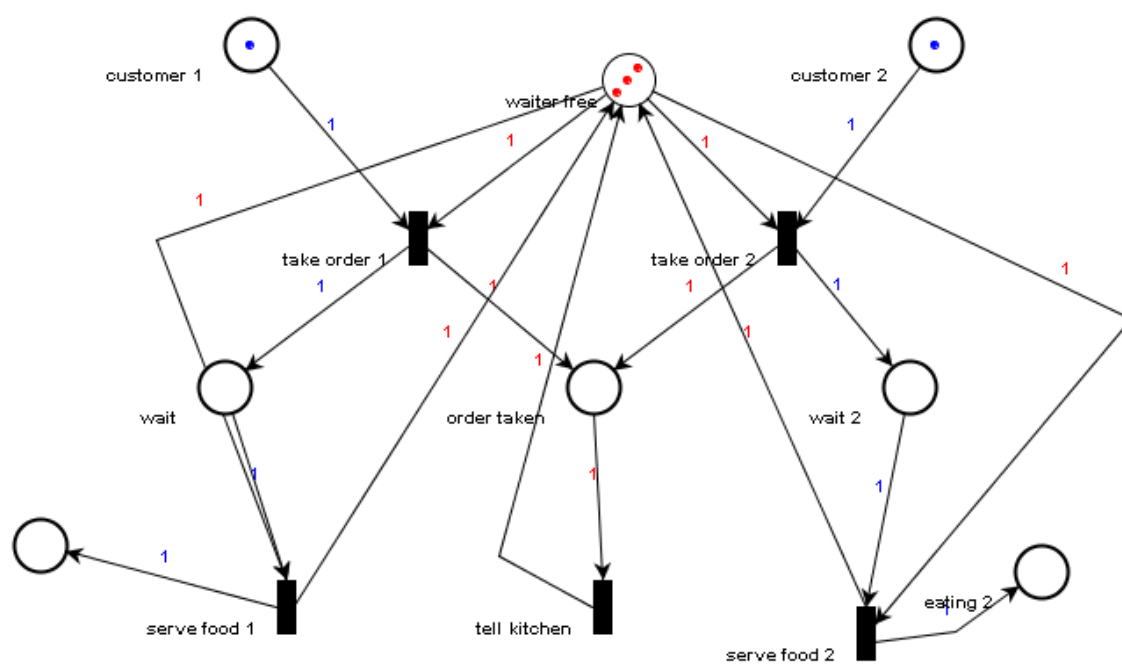 customer 1
waiter free
customer 2
1
1
1
1
1
take order 1
take order 2
1
1
1
1
1
1
1
1
wait
order taken
wait 2
1
1
1
1
1
eating 2
serve food 1
tell kitchen
serve food 2